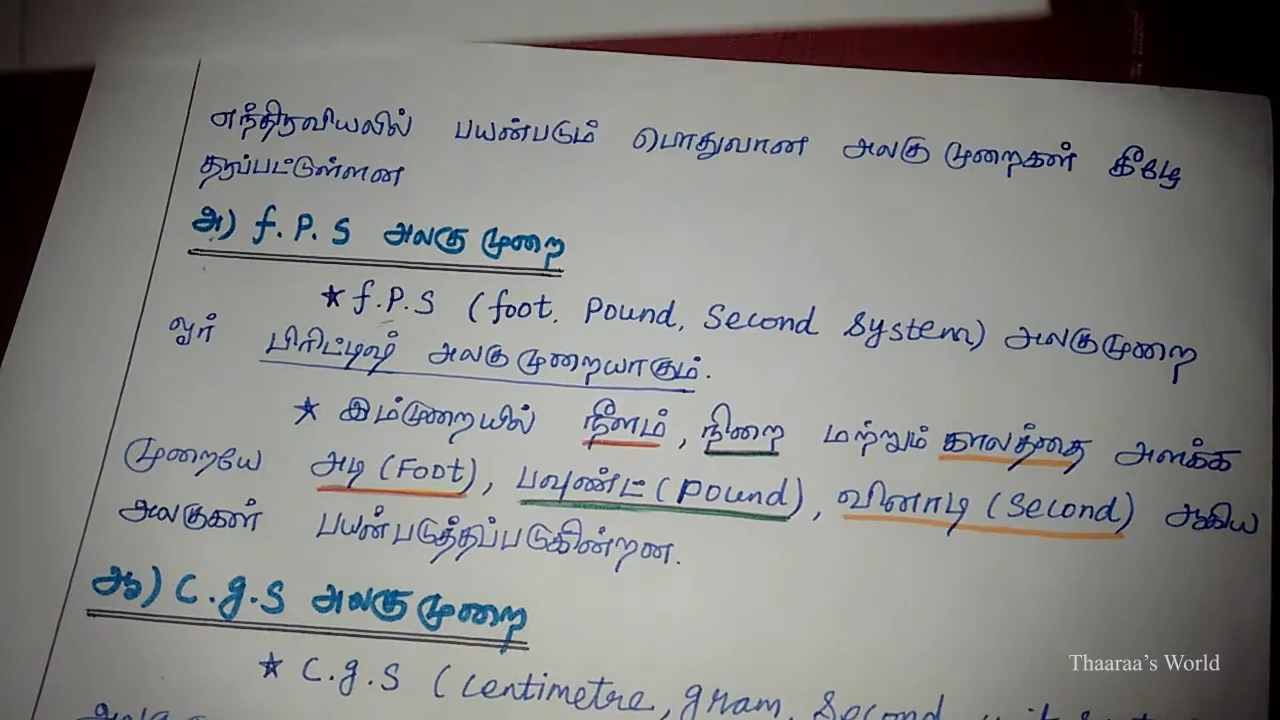 எந்திரவியலில் பயன்படும் பொதுவான அலகு முறைகள் கீழே
தரப்பட்டுள்ளன
அ) f.P.S அலகு முறை
★ f.P.S (foot. Pound, Second System) அலகுமுறை
ஓர் பிரிட்டிஷ் அலகு முறையாகும்.
★ இம்முறையில் நீளம், நிறை மற்றும் காலத்தை அளக்க
முறையே அடி (Foot), பவுண்ட் (Pound), வினாடி (Second) ஆகிய
அலகுகள் பயன்படுத்தப்படுகின்றன.
ஆ) C.g.S அலகு முறை
★ C.g.S (Centimetre, gram, Second
Thaaraa's World